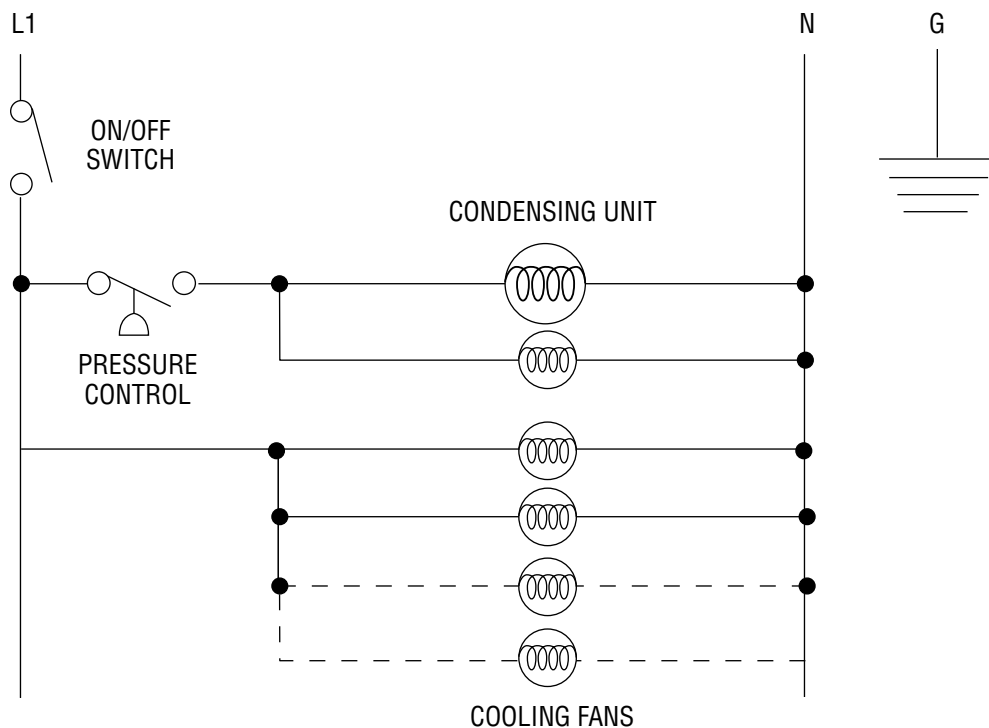 L1
N
G
ON/OFF
SWITCH
CONDENSING UNIT
PRESSURE
CONTROL
COOLING FANS